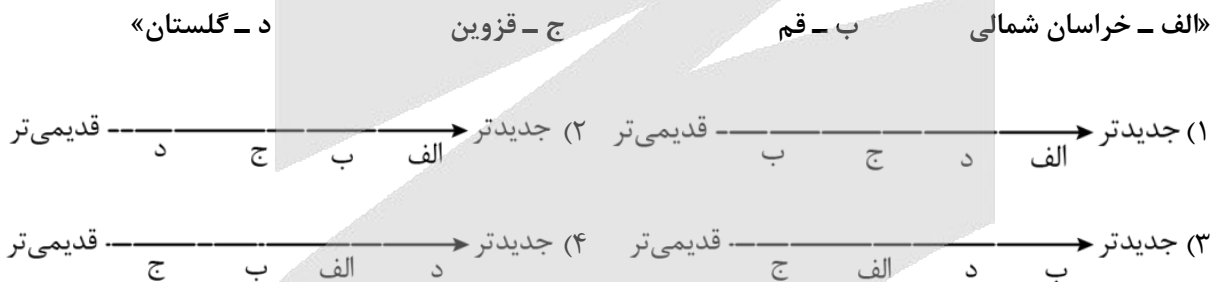 «الف ـ خراسان شمالی ب ـ قم ج ـ قزوین د ـ گلستان»
۱) جدیدتر قدیمی‌تر ۲) جدیدتر قدیمی‌تر
الف د ج ب الف ب ج د
۳) جدیدتر قدیمی‌تر ۴) جدیدتر قدیمی‌تر
ب د الف ج د الف ب ج